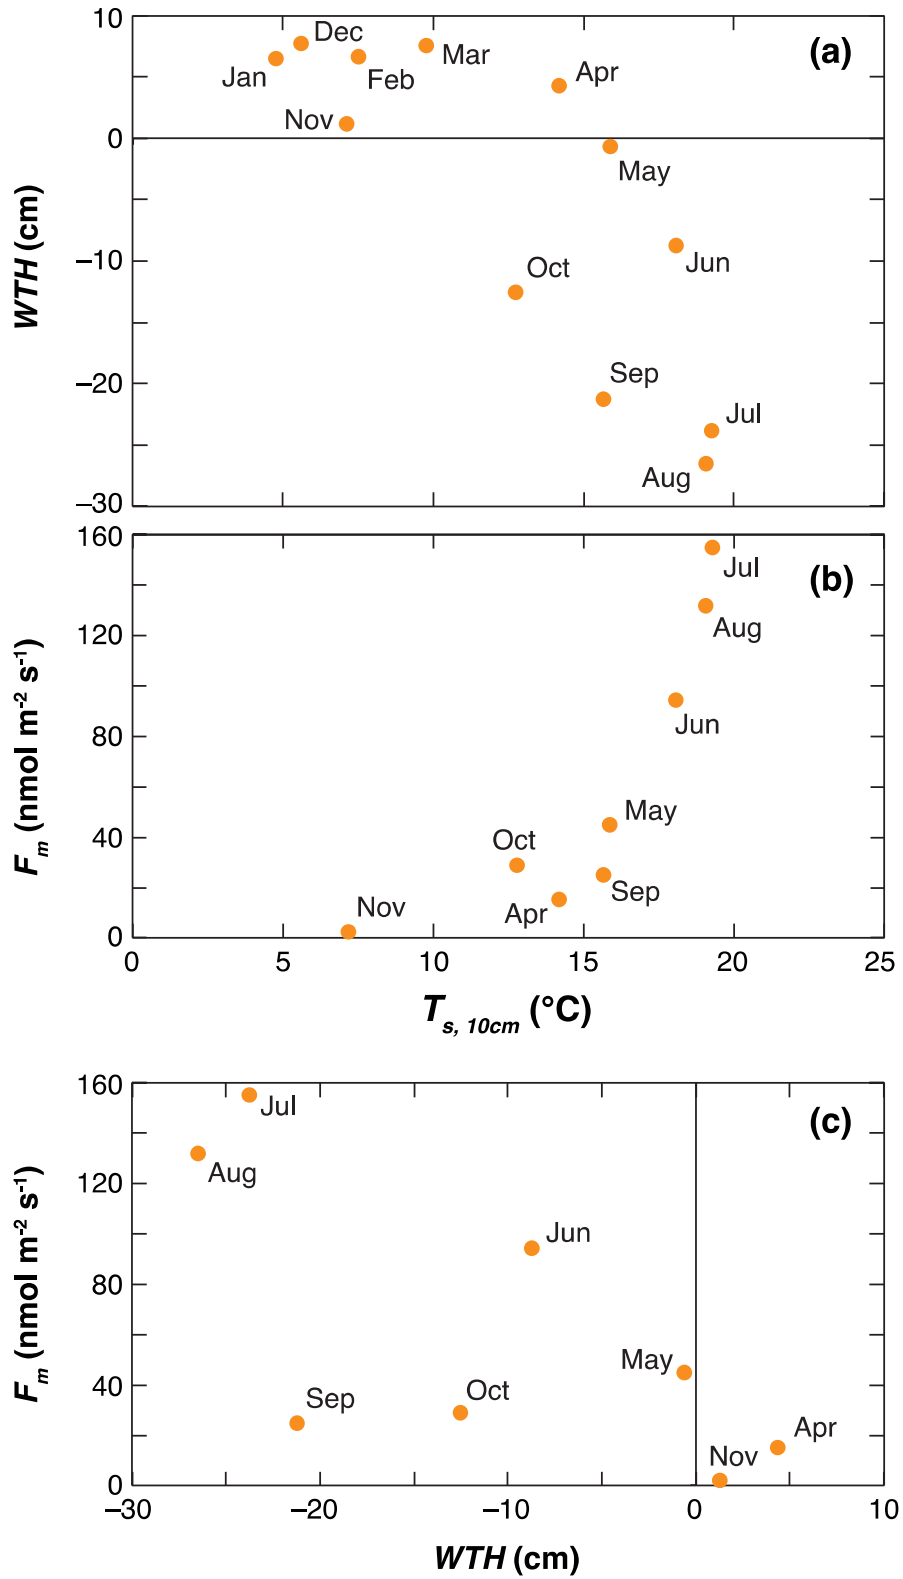 10
(a)
Dec
Jan
Feb
Mar
Apr
Nov
0
May
WTH (cm)
−10
Oct
Jun
Sep
−20
Jul
Aug
−30
160
(b)
Jul
Aug
120
Jun
80
F_m (nmol m⁻² s⁻¹)
May
Oct
40
Sep
Apr
Nov
0
0 5 10 15 20 25
T_s, 10cm (°C)
160
(c)
Jul
Aug
120
Jun
80
F_m (nmol m⁻² s⁻¹)
May
40
Sep
Oct
Apr
Nov
0
−30 −20 −10 0 10
WTH (cm)